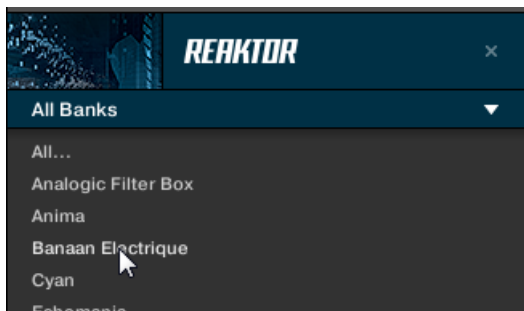 REAKTOR
×
All Banks
All...
Analogic Filter Box
Anima
Banaan Electrique
Cyan